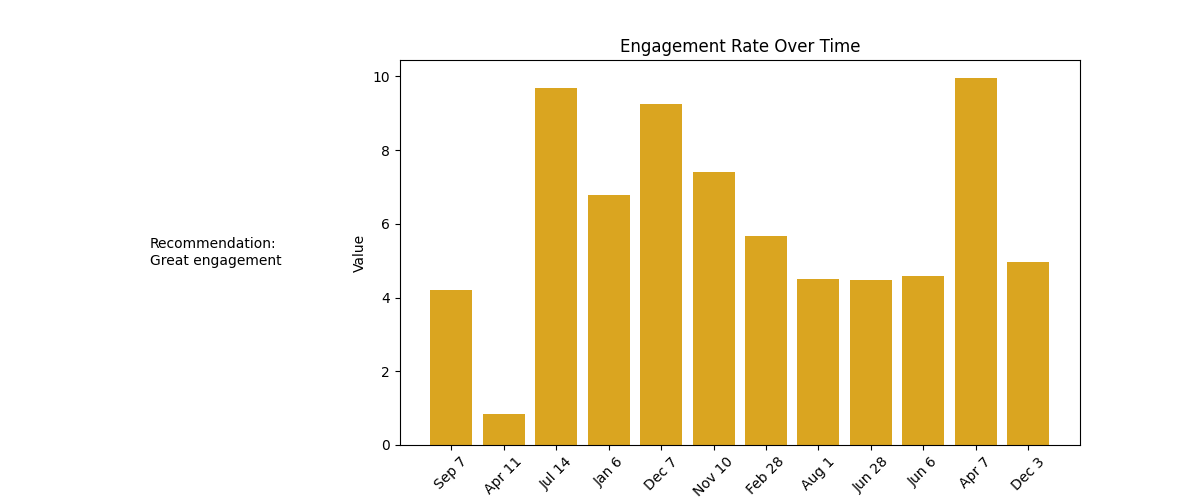 Engagement Rate Over Time
Recommendation:
Great engagement
Value
10
8
6
4
2
0
Sep 7
Apr 11
Jul 14
Jan 6
Dec 7
Nov 10
Feb 28
Aug 1
Jun 28
Jun 6
Apr 7
Dec 3